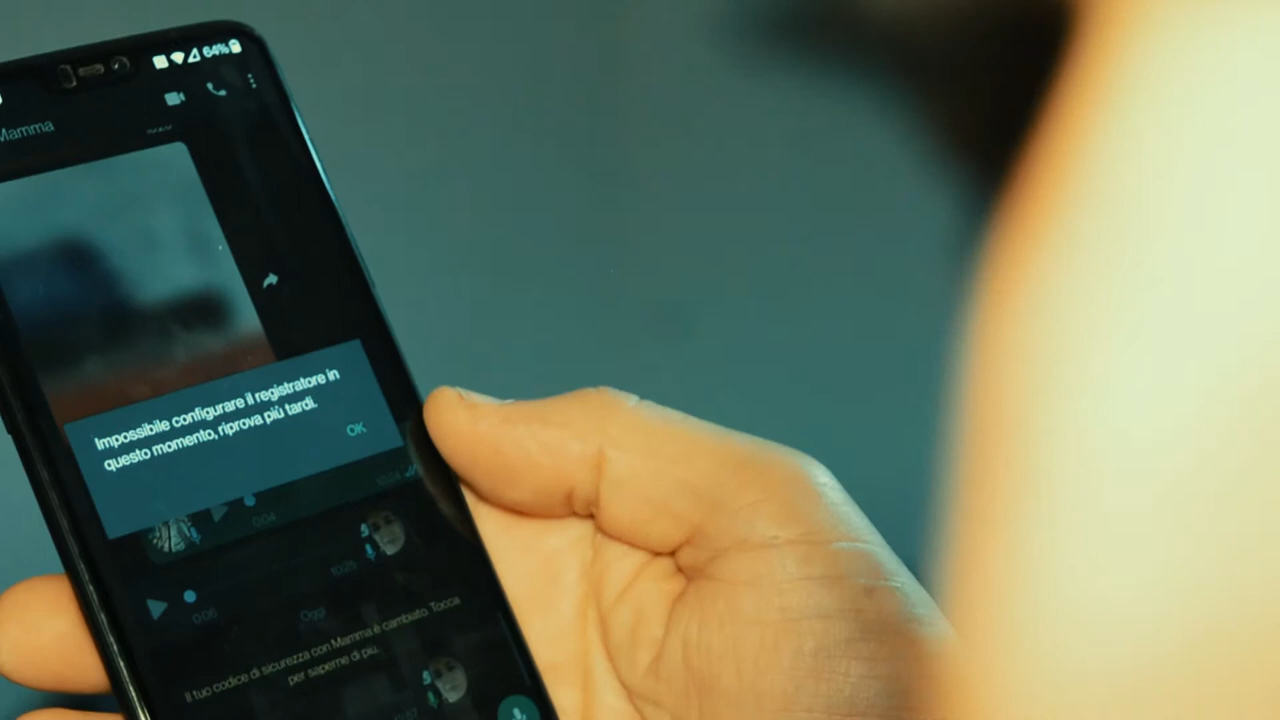 64%
Mamma
Impossibile configurare il registratore in
questo momento, riprova più tardi.
OK
0:04
10:25
0:06
Oggi
Il tuo codice di sicurezza con Mamma è cambiato. Tocca
per saperne di più.